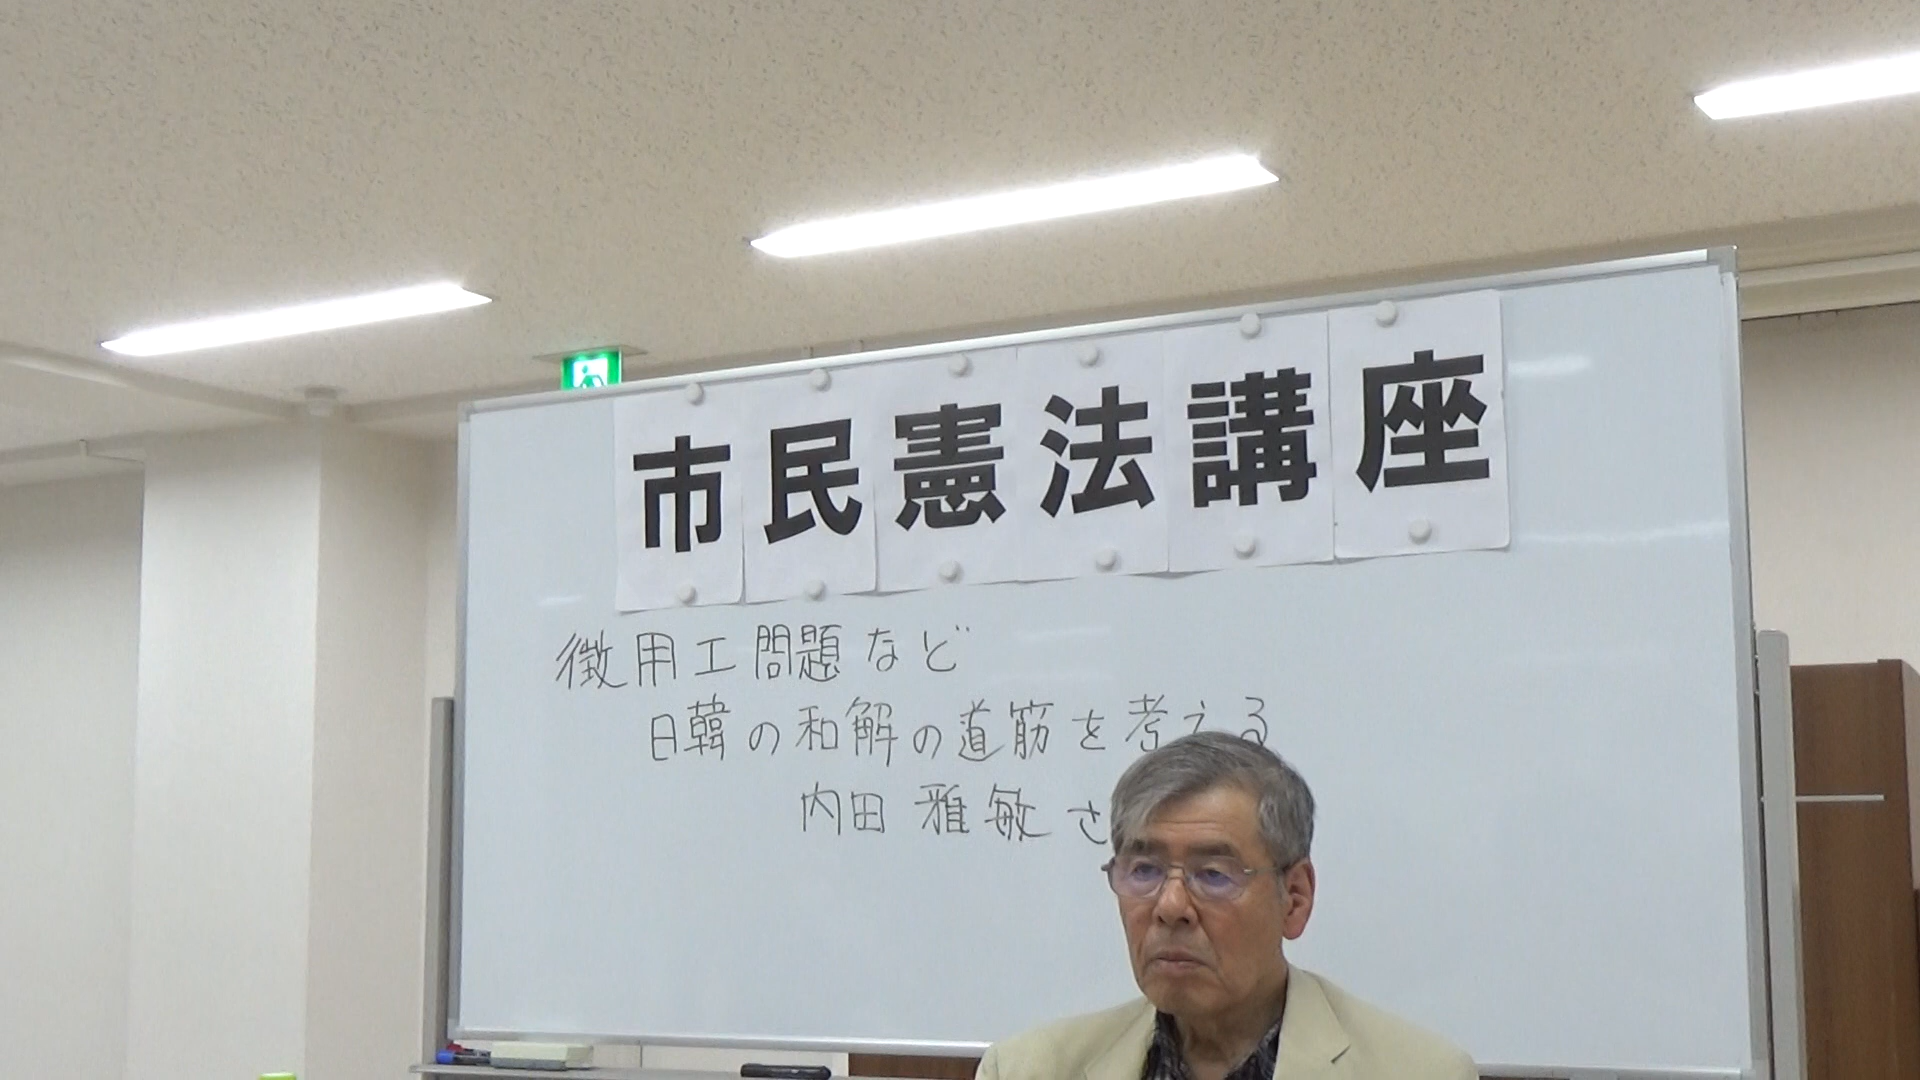 市民憲法講座
徴用工問題など
日韓の和解の道筋を考える
内田雅敏さ